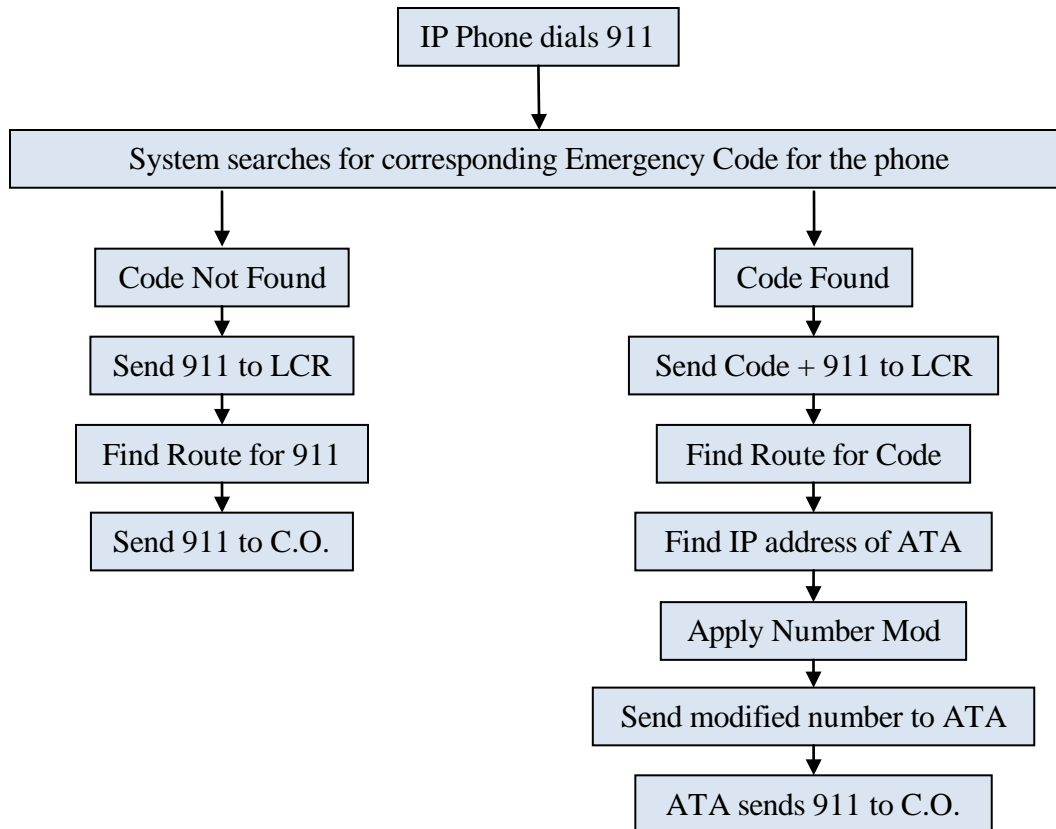 IP Phone dials 911
System searches for corresponding Emergency Code for the phone
Code Not Found
Send 911 to LCR
Find Route for 911
Send 911 to C.O.
Code Found
Send Code + 911 to LCR
Find Route for Code
Find IP address of ATA
Apply Number Mod
Send modified number to ATA
ATA sends 911 to C.O.